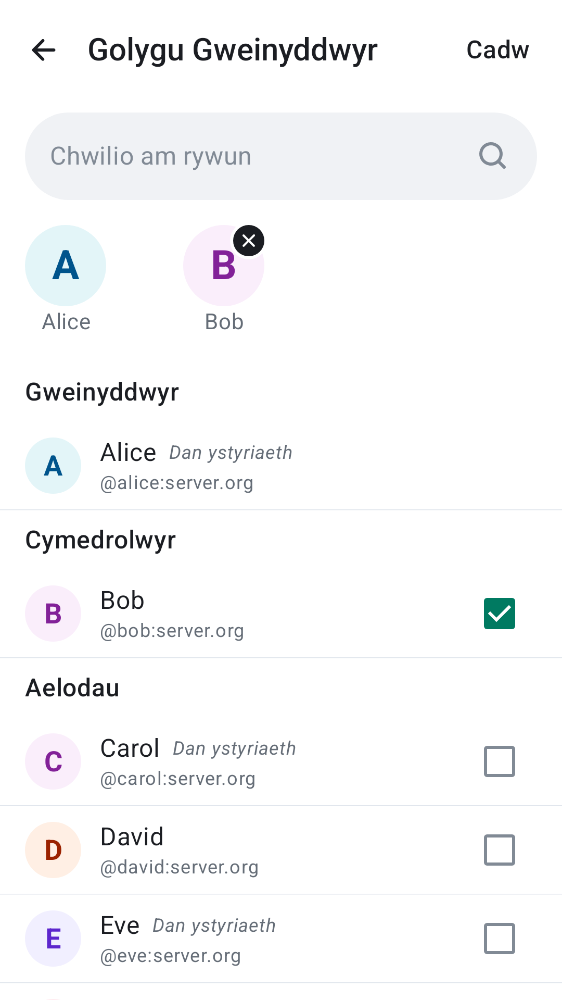 Golygu Gweinyddwyr
Cadw
Chwilio am rywun
A
B
Alice
Bob
Gweinyddwyr
A
Alice Dan ystyriaeth
@alice:server.org
Cymedrolwyr
B
Bob
@bob:server.org
Aelodau
C
Carol Dan ystyriaeth
@carol:server.org
D
David
@david:server.org
E
Eve Dan ystyriaeth
@eve:server.org